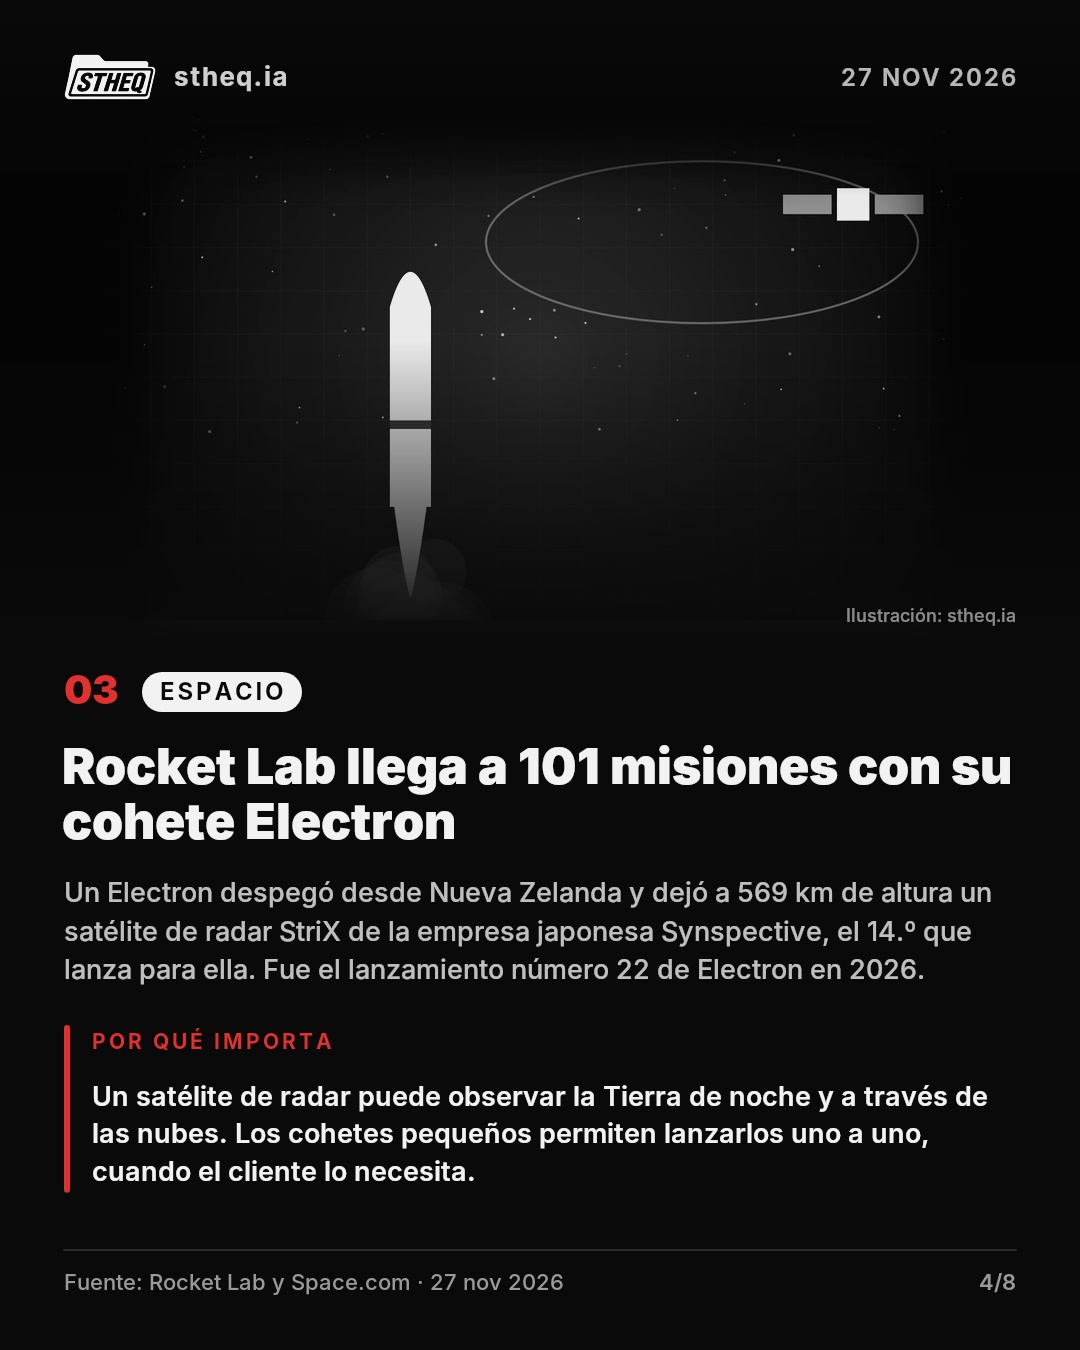 STHEQ stheq.ia
27 NOV 2026
Ilustración: stheq.ia
03 ESPACIO
Rocket Lab llega a 101 misiones con su
cohete Electron
Un Electron despegó desde Nueva Zelanda y dejó a 569 km de altura un
satélite de radar StriX de la empresa japonesa Synspective, el 14.º que
lanza para ella. Fue el lanzamiento número 22 de Electron en 2026.
POR QUÉ IMPORTA
Un satélite de radar puede observar la Tierra de noche y a través de
las nubes. Los cohetes pequeños permiten lanzarlos uno a uno,
cuando el cliente lo necesita.
Fuente: Rocket Lab y Space.com · 27 nov 2026
4/8